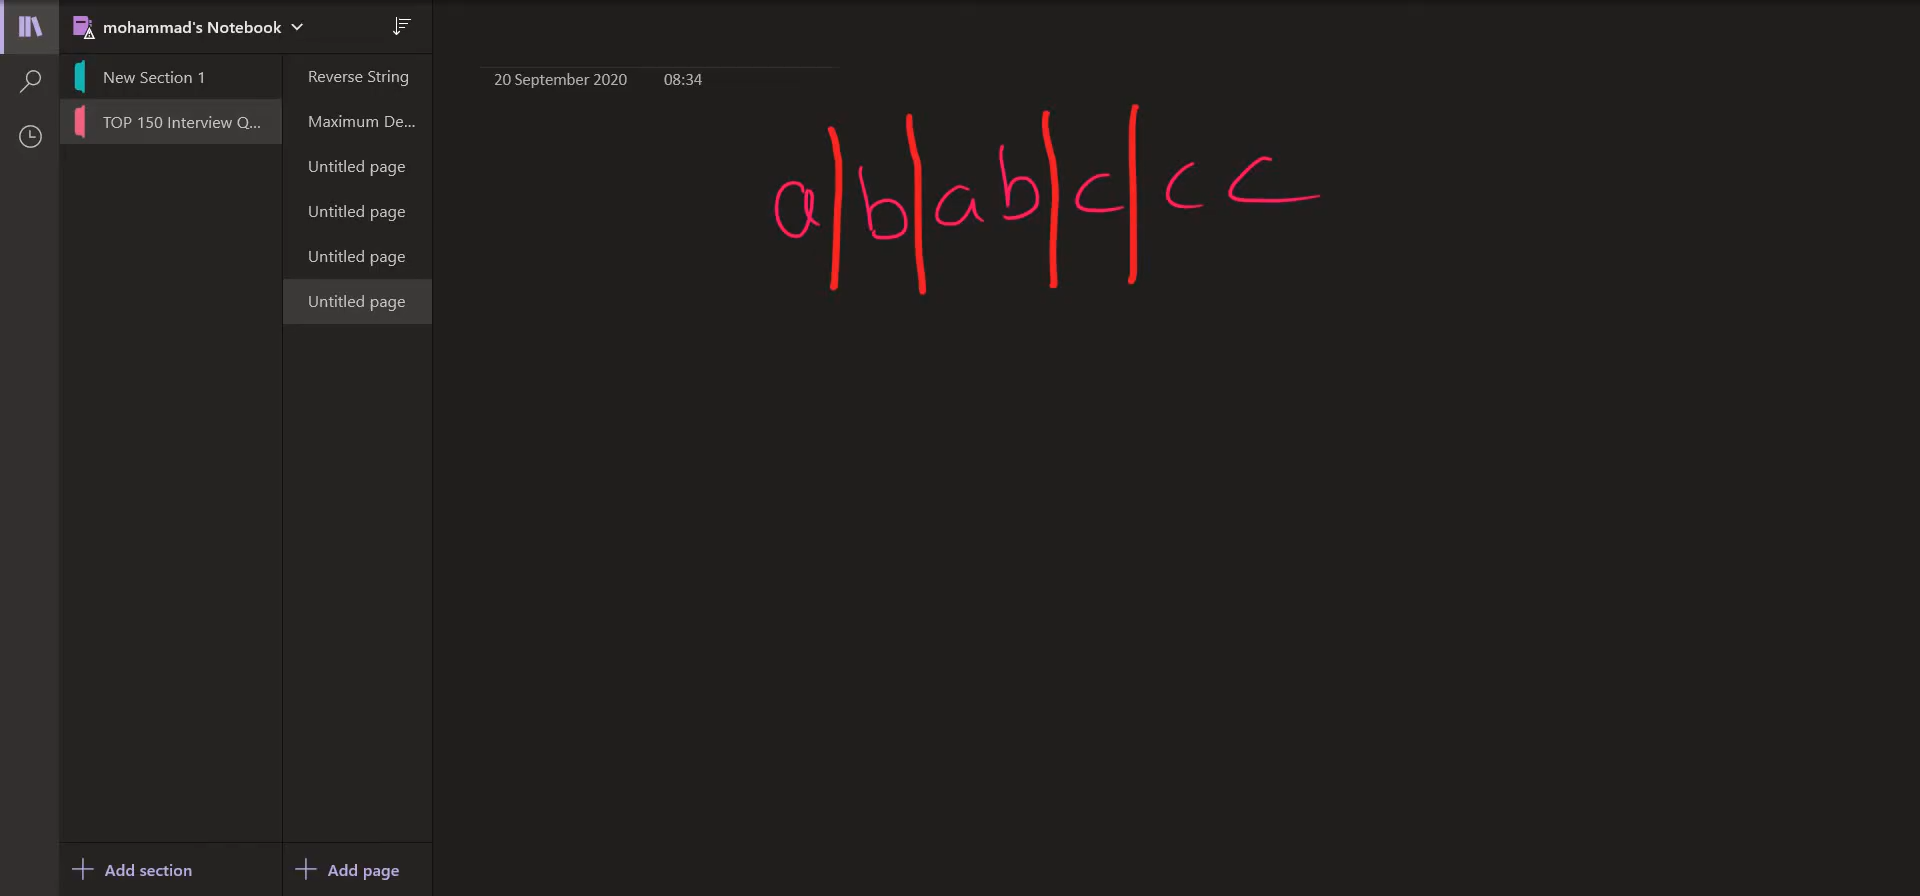 mohammad's Notebook
New Section 1
TOP 150 Interview Q...
Reverse String
Maximum De...
Untitled page
Untitled page
Untitled page
Untitled page
20 September 2020 08:34
a|b|ab|c|cc
Add section
Add page